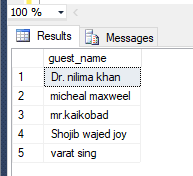 100 %
Results Messages
guest_name
1 Dr. nilima khan
2 micheal maxweel
3 mr.kaikobad
4 Shojib wajed joy
5 varat sing